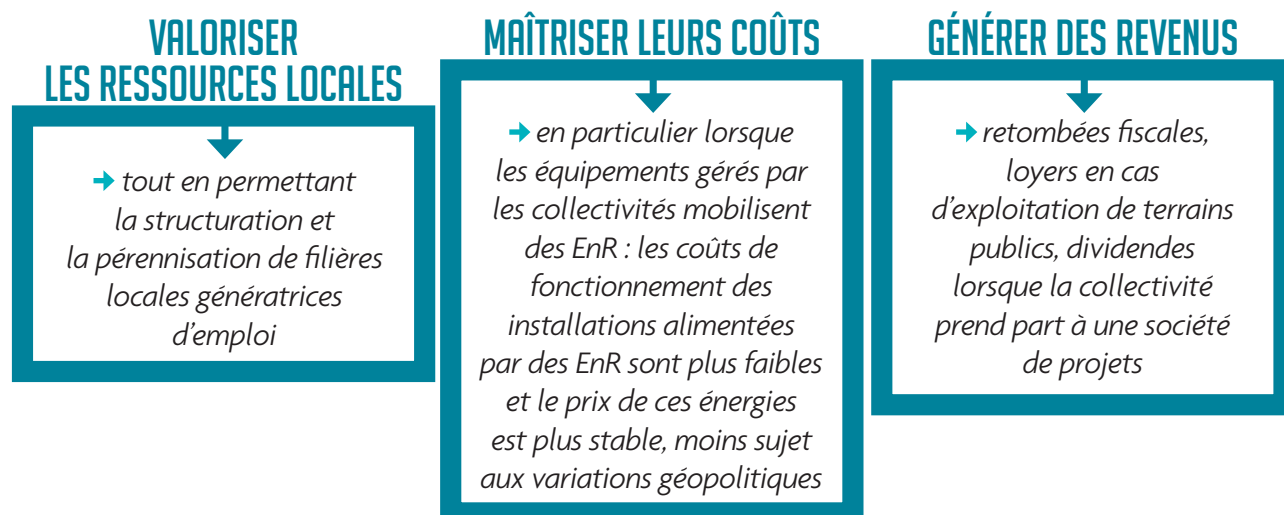 VALORISER
LES RESSOURCES LOCALES
→ tout en permettant
la structuration et
la pérennisation de filières
locales génératrices
d'emploi
MAÎTRISER LEURS COÛTS
→ en particulier lorsque
les équipements gérés par
les collectivités mobilisent
des EnR : les coûts de
fonctionnement des
installations alimentées
par des EnR sont plus faibles
et le prix de ces énergies
est plus stable, moins sujet
aux variations géopolitiques
GÉNÉRER DES REVENUS
→ retombées fiscales,
loyers en cas
d'exploitation de terrains
publics, dividendes
lorsque la collectivité
prend part à une société
de projets